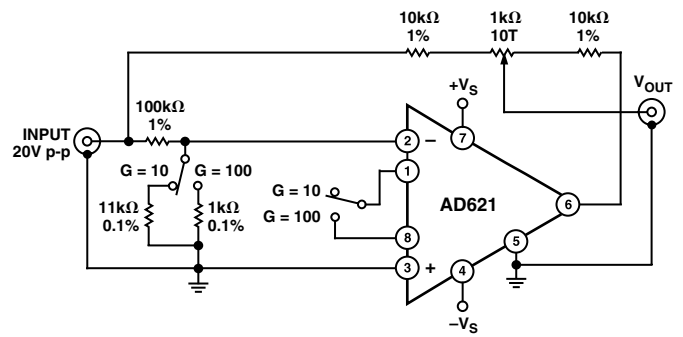 10kΩ
1%
1kΩ
10T
10kΩ
1%
+VS
VOUT
100kΩ
1%
INPUT
20V p-p
2
−
7
G = 10
G = 100
1
G = 10
AD621
6
11kΩ
0.1%
1kΩ
0.1%
G = 100
8
5
3
+
4
−VS